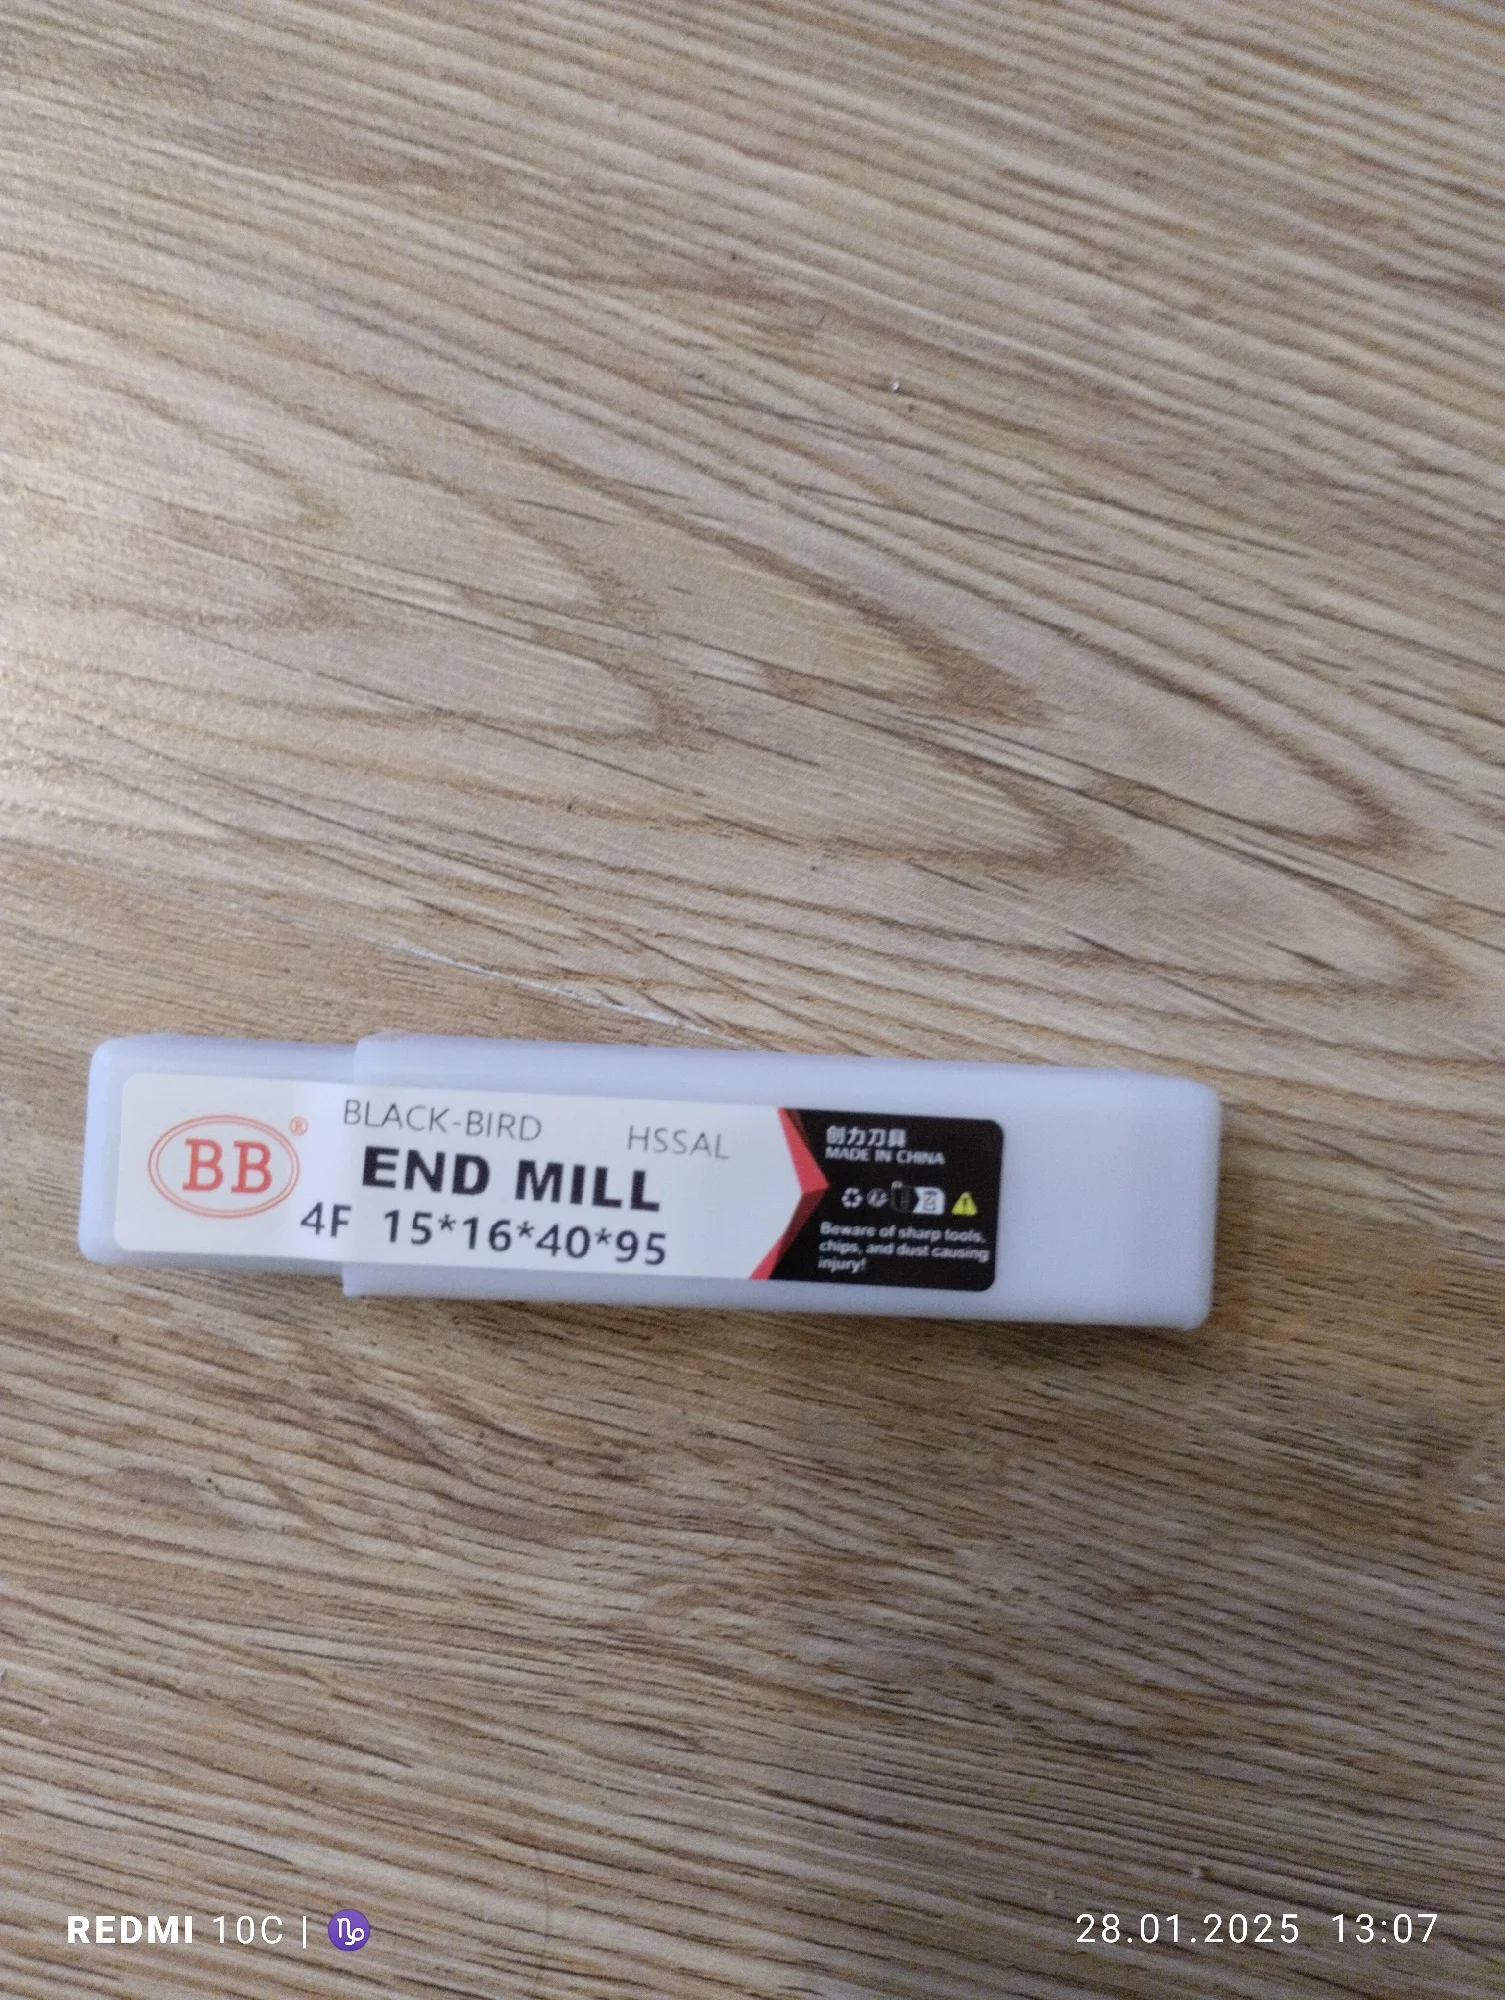 BB®
BLACK-BIRD
HSSAL
END MILL
4F 15*16*40*95
创力刀具
MADE IN CHINA
Beware of sharp tools,
chips, and dust causing
injury!
REDMI 10C | ♑
28.01.2025 13:07